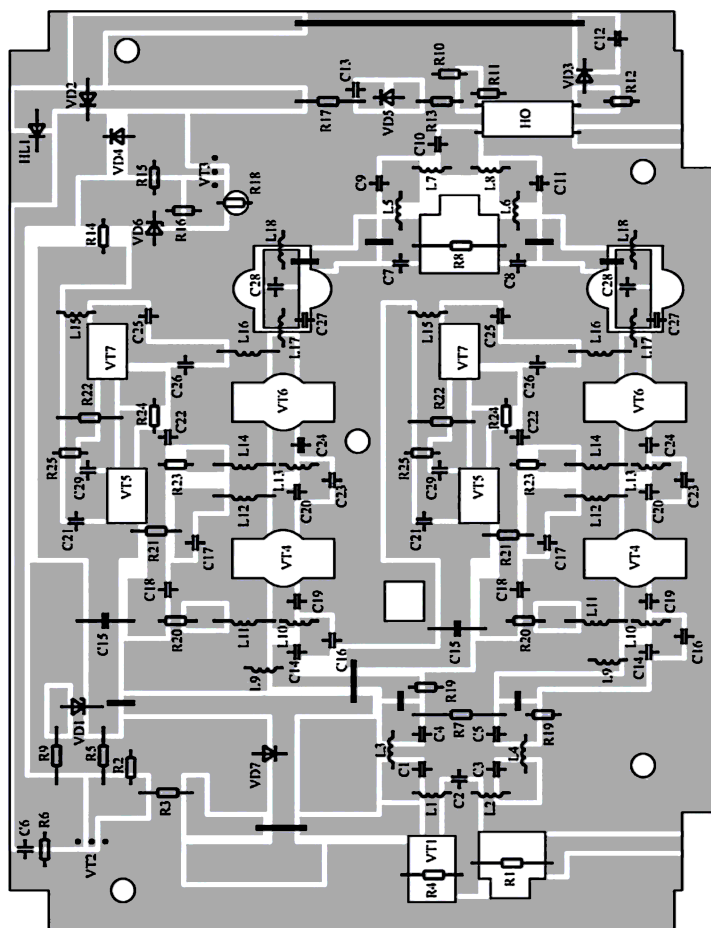 R10
C12
C13
R11
VD3
VD2
R12
R17
VD5
R13
НО
HL1
VD4
C10
R15
VT3
C9
L7
L8
C11
R18
R16
L5
L6
R14
VD6
L18
R8
L18
C28
C7
C8
C28
L15
C25
C27
L15
C25
C27
L16
L17
L16
L17
VT7
VT7
C26
C26
R22
VT6
R22
VT6
R24
C22
R24
C22
R25
C29
R23
L14
C24
R25
C29
R23
L14
C24
L13
C23
L13
C23
VT5
L12
C20
VT5
L12
C20
C21
R21
C17
C21
R21
C17
VT4
VT4
C18
C18
C19
C19
C15
R20
L11
L10
C15
R20
L11
L10
C14
C16
C14
C16
L9
L9
R19
VD1
R9
R5
R2
VD7
L3
C4
R7
C5
R19
L4
C1
C3
R3
C2
L1
L2
C6
R6
VT2
VT1
R4
R1